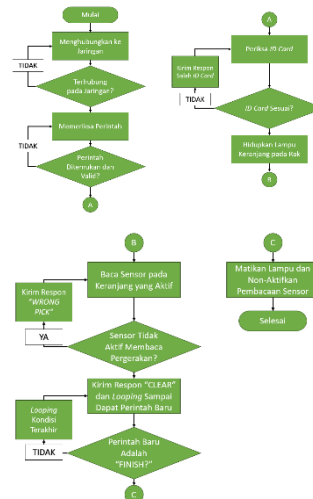 Mulai
Menghubungkan ke
Jaringan
TIDAK
Terhubung
pada Jaringan?
Memeriksa Perintah
TIDAK
Perintah
Ditemukan dan
Valid?
A
A
Periksa ID Card
Kirim Respon
Salah ID Card
TIDAK
ID Card Sesuai?
Hidupkan Lampu
Keranjang pada Rak
B
B
Baca Sensor pada
Keranjang yang Aktif
Kirim Respon
"WRONG
PICK"
YA
Sensor Tidak
Aktif Membaca
Pergerakan?
Kirim Respon "CLEAR"
dan Looping Sampai
Dapat Perintah Baru
Looping
Kondisi
Terakhir
TIDAK
Perintah Baru
Adalah
"FINISH?"
C
C
Matikan Lampu dan
Non-Aktifkan
Pembacaan Sensor
Selesai